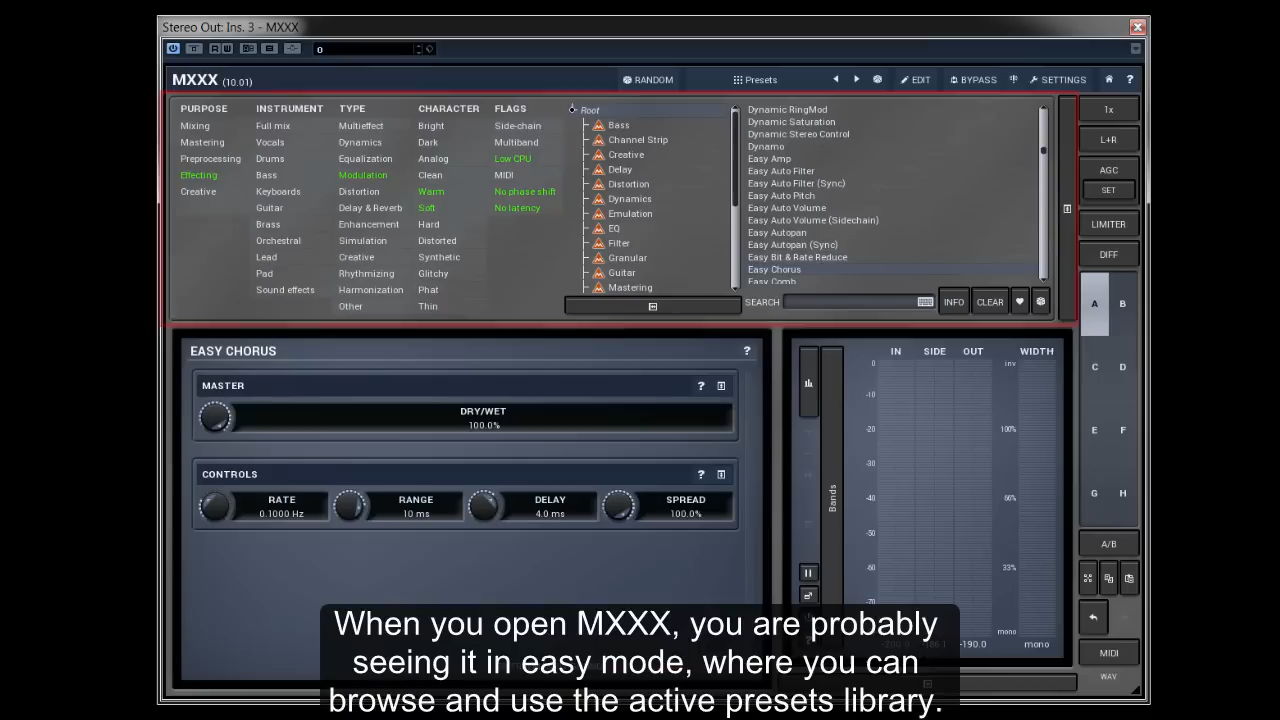 Stereo Out: Ins. 3 - MXXX
0
MXXX (10.01)
RANDOM
Presets
EDIT
BYPASS
SETTINGS
?
PURPOSE
Mixing
Mastering
Preprocessing
Effecting
Creative
INSTRUMENT
Full mix
Vocals
Drums
Bass
Keyboards
Guitar
Brass
Orchestral
Lead
Pad
Sound effects
TYPE
Multieffect
Dynamics
Equalization
Modulation
Distortion
Delay & Reverb
Enhancement
Simulation
Creative
Rhythmizing
Harmonization
Other
CHARACTER
Bright
Dark
Analog
Clean
Warm
Soft
Hard
Distorted
Synthetic
Glitchy
Phat
Thin
FLAGS
Side-chain
Multiband
Low CPU
MIDI
No phase shift
No latency
Root
Bass
Channel Strip
Creative
Delay
Distortion
Dynamics
Emulation
EQ
Filter
Granular
Guitar
Mastering
Dynamic RingMod
Dynamic Saturation
Dynamic Stereo Control
Dynamo
Easy Amp
Easy Auto Filter
Easy Auto Filter (Sync)
Easy Auto Pitch
Easy Auto Volume
Easy Auto Volume (Sidechain)
Easy Autopan
Easy Autopan (Sync)
Easy Bit & Rate Reduce
Easy Chorus
Easy Comb
SEARCH
INFO
CLEAR
1x
L+R
AGC
SET
LIMITER
DIFF
A B
C D
E F
G H
A/B
MIDI
WAV
EASY CHORUS ?
MASTER ?
DRY/WET
100.0%
CONTROLS ?
RATE
0.1000 Hz
RANGE
10 ms
DELAY
4.0 ms
SPREAD
100.0%
Bands
IN SIDE OUT WIDTH
0
-10
-20
-30
-40
-50
-60
-70
inv
100%
66%
33%
mono
-190.0
mono
When you open MXXX, you are probably
seeing it in easy mode, where you can
browse and use the active presets library.